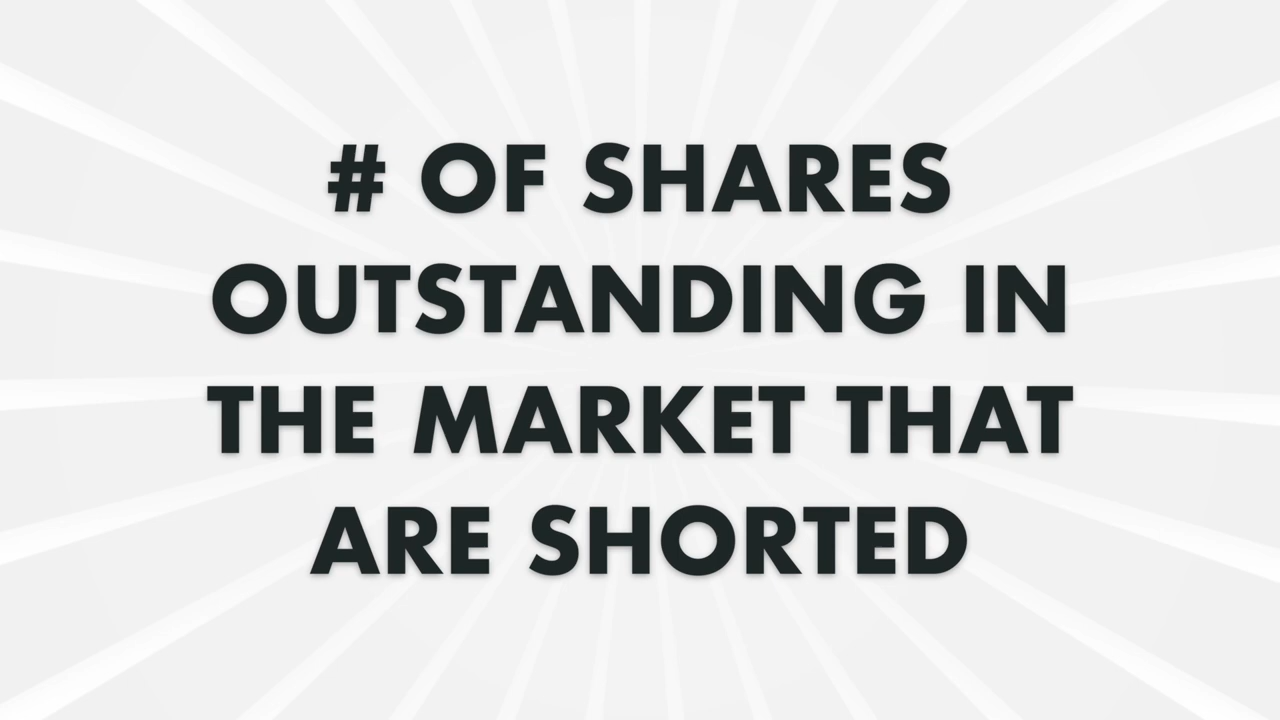 # OF SHARES
OUTSTANDING IN
THE MARKET THAT
ARE SHORTED